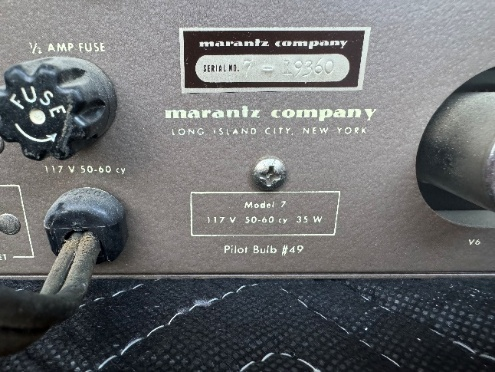 ½ AMP FUSE
FUSE
117 V 50-60 cy
marantz company
SERIAL NO. 7 - 19360
marantz company
LONG ISLAND CITY, NEW YORK
Model 7
117 V 50-60 cy 35 W
Pilot Bulb #49
V6